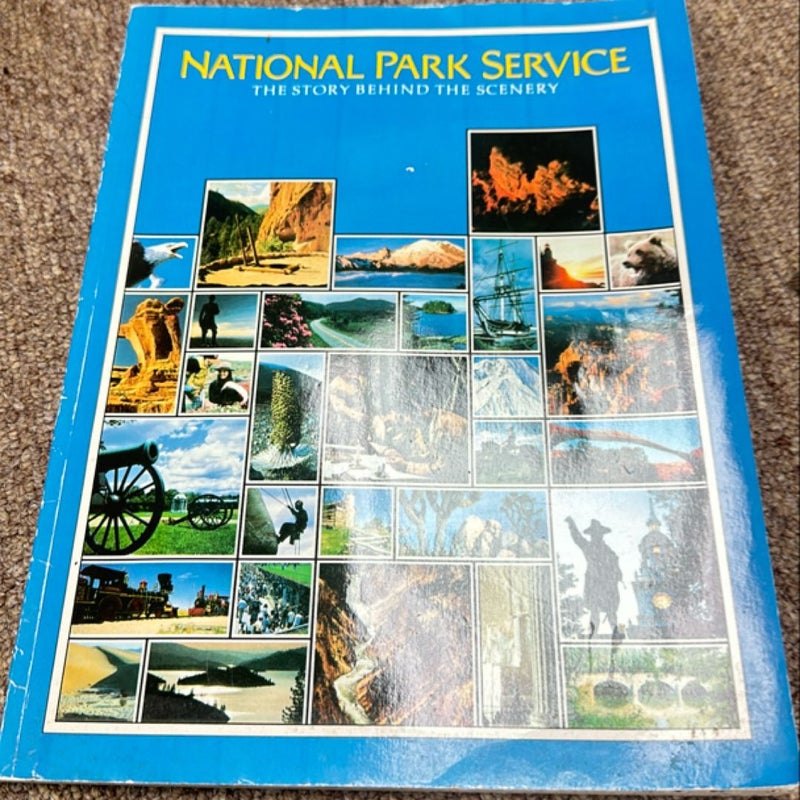 NATIONAL PARK SERVICE
THE STORY BEHIND THE SCENERY